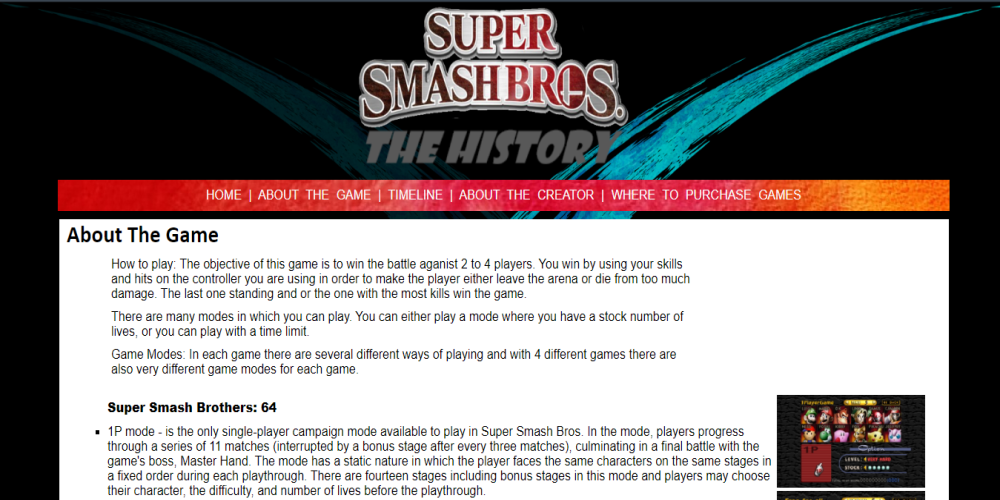 SUPER
SMASH BROS.
THE HISTORY
HOME | ABOUT THE GAME | TIMELINE | ABOUT THE CREATOR | WHERE TO PURCHASE GAMES
About The Game
How to play: The objective of this game is to win the battle aganist 2 to 4 players. You win by using your skills
and hits on the controller you are using in order to make the player either leave the arena or die from too much
damage. The last one standing and or the one with the most kills win the game.
There are many modes in which you can play. You can either play a mode where you have a stock number of
lives, or you can play with a time limit.
Game Modes: In each game there are several different ways of playing and with 4 different games there are
also very different game modes for each game.
Super Smash Brothers: 64
1P mode - is the only single-player campaign mode available to play in Super Smash Bros. In the mode, players progress
through a series of 11 matches (interrupted by a bonus stage after every three matches), culminating in a final battle with the
game's boss, Master Hand. The mode has a static nature in which the player faces the same characters on the same stages in
a fixed order during each playthrough. There are fourteen stages including bonus stages in this mode and players may choose
their character, the difficulty, and number of lives before the playthrough.
1P
Option
LEVEL
STOCK